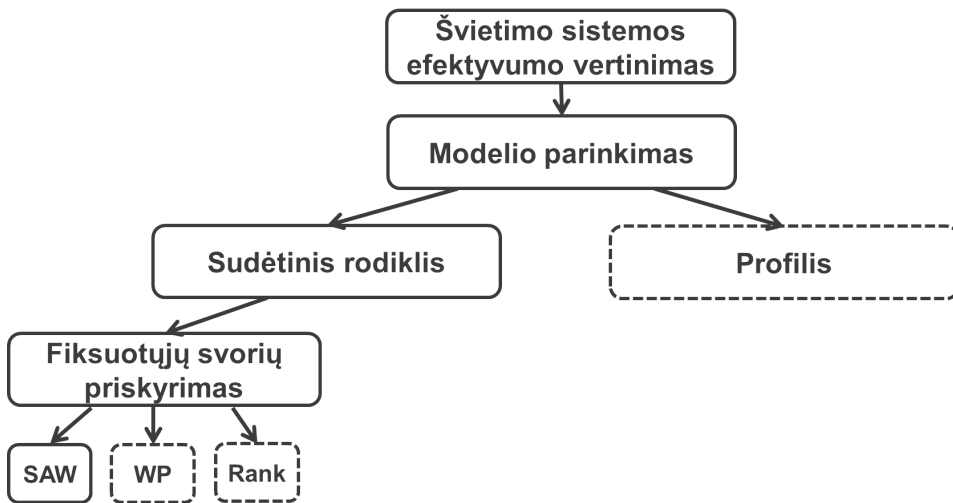 Švietimo sistemos
efektyvumo vertinimas
Modelio parinkimas
Sudėtinis rodiklis
Profilis
Fiksuotųjų svorių
priskyrimas
SAW
WP
Rank